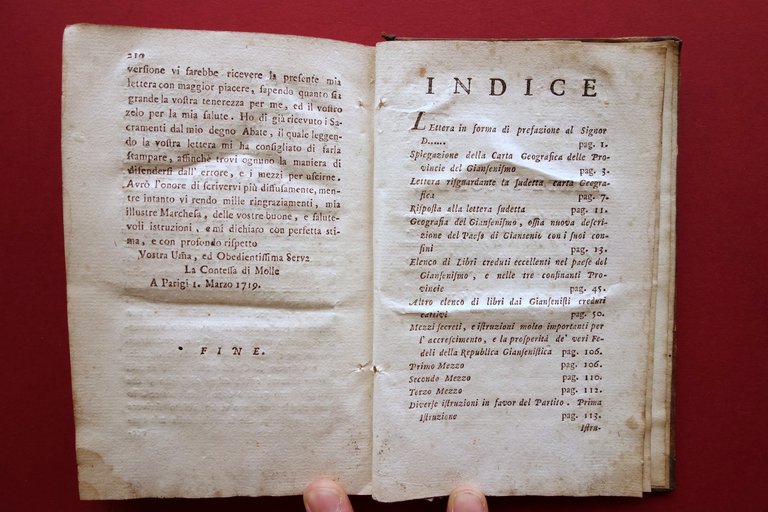 210
versione vi sarebbe ricevere la presente mia
lettera con maggior piacere, sapendo quanto sia
grande la vostra tenerezza per me, ed il vostro
zelo per la mia salute. Ho di già ricevuto i Sa-
cramenti dal mio degno Abate, il quale leggen-
do la vostra lettera mi ha consigliato di farla
stampare, affinchè trovi ognuno la maniera di
difendersi dall' errore, e i mezzi per uscirne.
Avrò l'onore di scrivervi più diffusamente, men-
tre intanto vi rendo mille ringraziamenti, mia
illustre Marchesa, delle vostre buone, e salute-
voli istruzioni, e mi dichiaro con perfetta sti-
ma, e con profondo rispetto
Vostra Uma, ed Obedientissima Serva
La Contessa di Molle
A Parigi 1. Marzo 1719.
FINE.
INDICE
Lettera in forma di prefazione al Signor
D...... pag. 1.
Spiegazione della Carta Geografica delle Pro-
vincie del Giansenismo pag. 3.
Lettera risguardante la sudetta carta Geogra-
fica pag. 7.
Risposta alla lettera sudetta pag. 11.
Geografia del Giansenismo, ossia nuova descri-
zione del Paese di Giansenio con i suoi con-
fini pag. 13.
Elenco di Libri creduti eccellenti nel paese del
Giansenismo, e nelle tre confinanti Pro-
vincie pag. 45.
Altro elenco di libri dai Giansenisti creduti
cattivi pag. 50.
Mezzi secreti, e istruzioni molto importanti per
l' accrescimento, e la prosperità de' veri Fe-
deli della Republica Giansenistica pag. 106.
Primo Mezzo pag. 106.
Secondo Mezzo pag. 110.
Terzo Mezzo pag. 112.
Diverse istruzioni in favor del Partito. Prima
Istruzione pag. 113.
Istru-